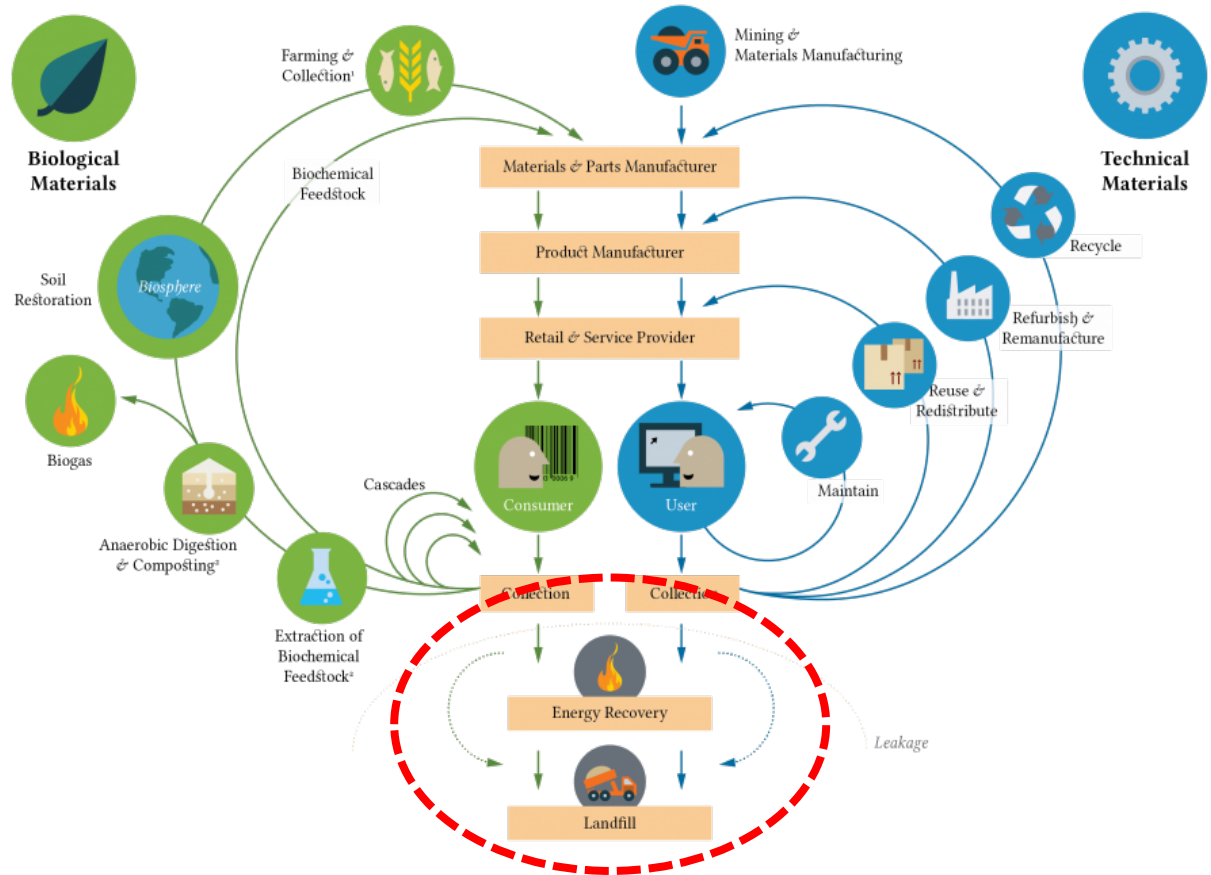 Biological
Materials
Farming &
Collection¹
Mining &
Materials Manufacturing
Technical
Materials
Biochemical
Feedstock
Materials & Parts Manufacturer
Recycle
Product Manufacturer
Soil
Restoration
Biosphere
Refurbish &
Remanufacture
Retail & Service Provider
Reuse &
Redistribute
Biogas
Cascades
Consumer
User
Maintain
Anaerobic Digestion
& Composting²
Collection
Collection
Extraction of
Biochemical
Feedstock²
Energy Recovery
Leakage
Landfill